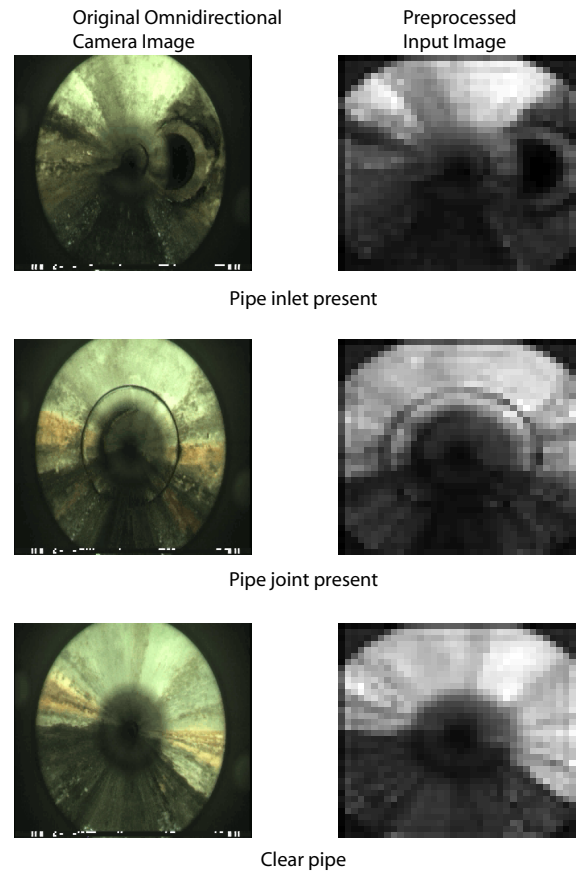 Original Omnidirectional
Camera Image
Preprocessed
Input Image
Pipe inlet present
Pipe joint present
Clear pipe